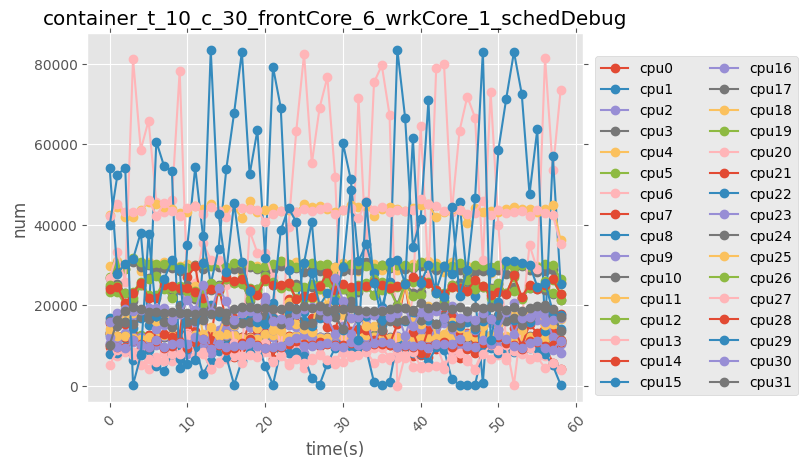 container_t_10_c_30_frontCore_6_wrkCore_1_schedDebug
80000
60000
40000
20000
0
num
0
10
20
30
40
50
60
time(s)
cpu0
cpu1
cpu2
cpu3
cpu4
cpu5
cpu6
cpu7
cpu8
cpu9
cpu10
cpu11
cpu12
cpu13
cpu14
cpu15
cpu16
cpu17
cpu18
cpu19
cpu20
cpu21
cpu22
cpu23
cpu24
cpu25
cpu26
cpu27
cpu28
cpu29
cpu30
cpu31